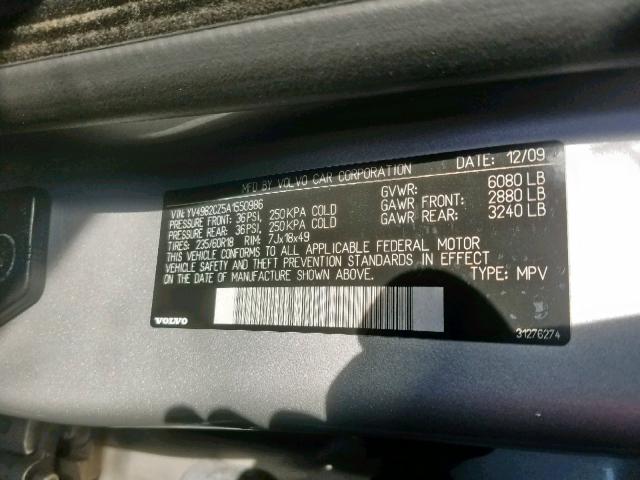 MFD BY VOLVO CAR CORPORATION DATE: 12/09
VIN: YV4982CZ5A1550986 GVWR: 6080 LB
PRESSURE FRONT: 36PSI, 250KPA COLD GAWR FRONT: 2880 LB
PRESSURE REAR: 36PSI, 250KPA COLD GAWR REAR: 3240 LB
TIRES: 235/60R18 RIM: 7Jx18x49
THIS VEHICLE CONFORMS TO ALL APPLICABLE FEDERAL MOTOR
VEHICLE SAFETY AND THEFT PREVENTION STANDARDS IN EFFECT
ON THE DATE OF MANUFACTURE SHOWN ABOVE. TYPE: MPV
VOLVO 31276274